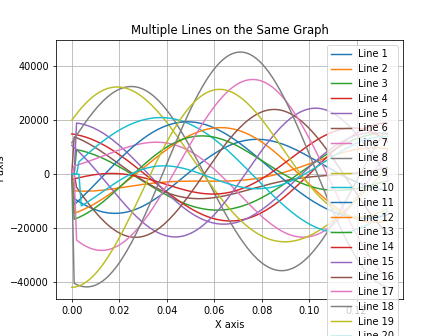 Multiple Lines on the Same Graph
40000
20000
0
−20000
−40000
0.00 0.02 0.04 0.06 0.08 0.10
X axis
axis
Line 1
Line 2
Line 3
Line 4
Line 5
Line 6
Line 7
Line 8
Line 9
Line 10
Line 11
Line 12
Line 13
Line 14
Line 15
Line 16
Line 17
Line 18
Line 19
Line 20